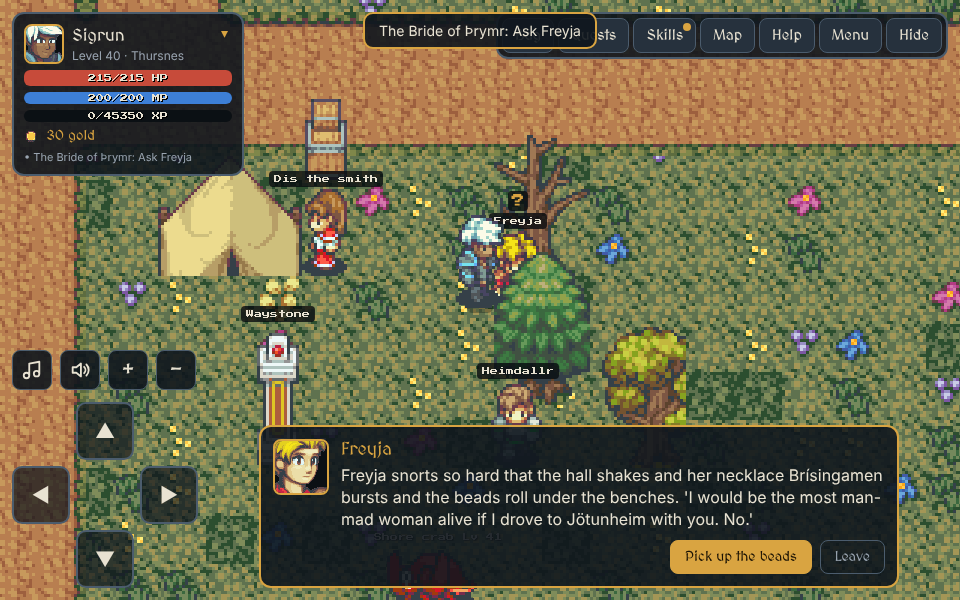 Sigrun
Level 40 · Thursnes
215/215 HP
200/200 MP
0/45350 XP
30 gold
• The Bride of Þrymr: Ask Freyja
The Bride of Þrymr: Ask Freyja
Skills
Map
Help
Menu
Hide
Dis the smith
?
Freyja
Waystone
Heimdallr
+
−
Freyja
Freyja snorts so hard that the hall shakes and her necklace Brísingamen
bursts and the beads roll under the benches. 'I would be the most man-
mad woman alive if I drove to Jötunheim with you. No.'
Shore crab Lv 41
Pick up the beads
Leave